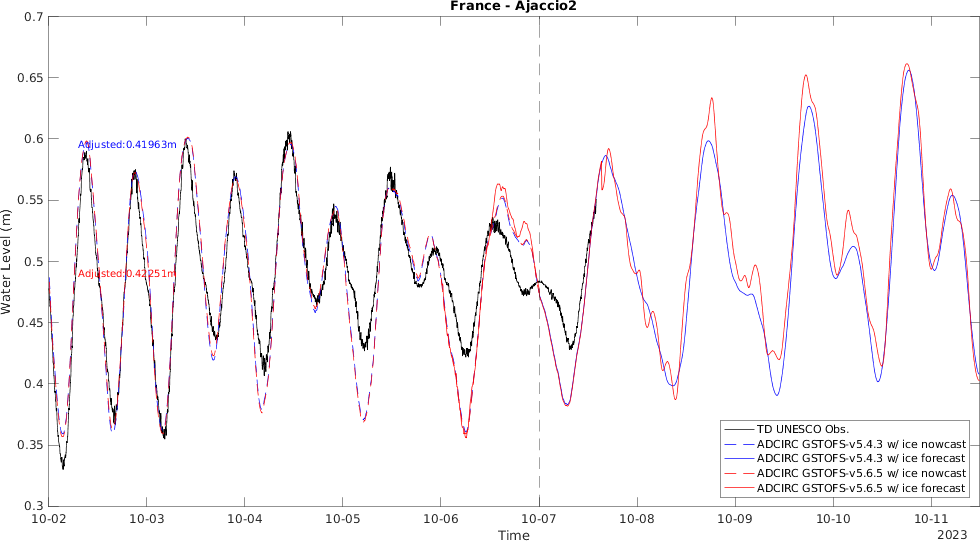 France - Ajaccio2
0.7
0.65
0.6
0.55
0.5
0.45
0.4
0.35
0.3
Water Level (m)
Adjusted:0.41963m
Adjusted:0.42251m
TD UNESCO Obs.
ADCIRC GSTOFS-v5.4.3 w/ ice nowcast
ADCIRC GSTOFS-v5.4.3 w/ ice forecast
ADCIRC GSTOFS-v5.6.5 w/ ice nowcast
ADCIRC GSTOFS-v5.6.5 w/ ice forecast
10-02 10-03 10-04 10-05 10-06 10-07 10-08 10-09 10-10 10-11
Time
2023